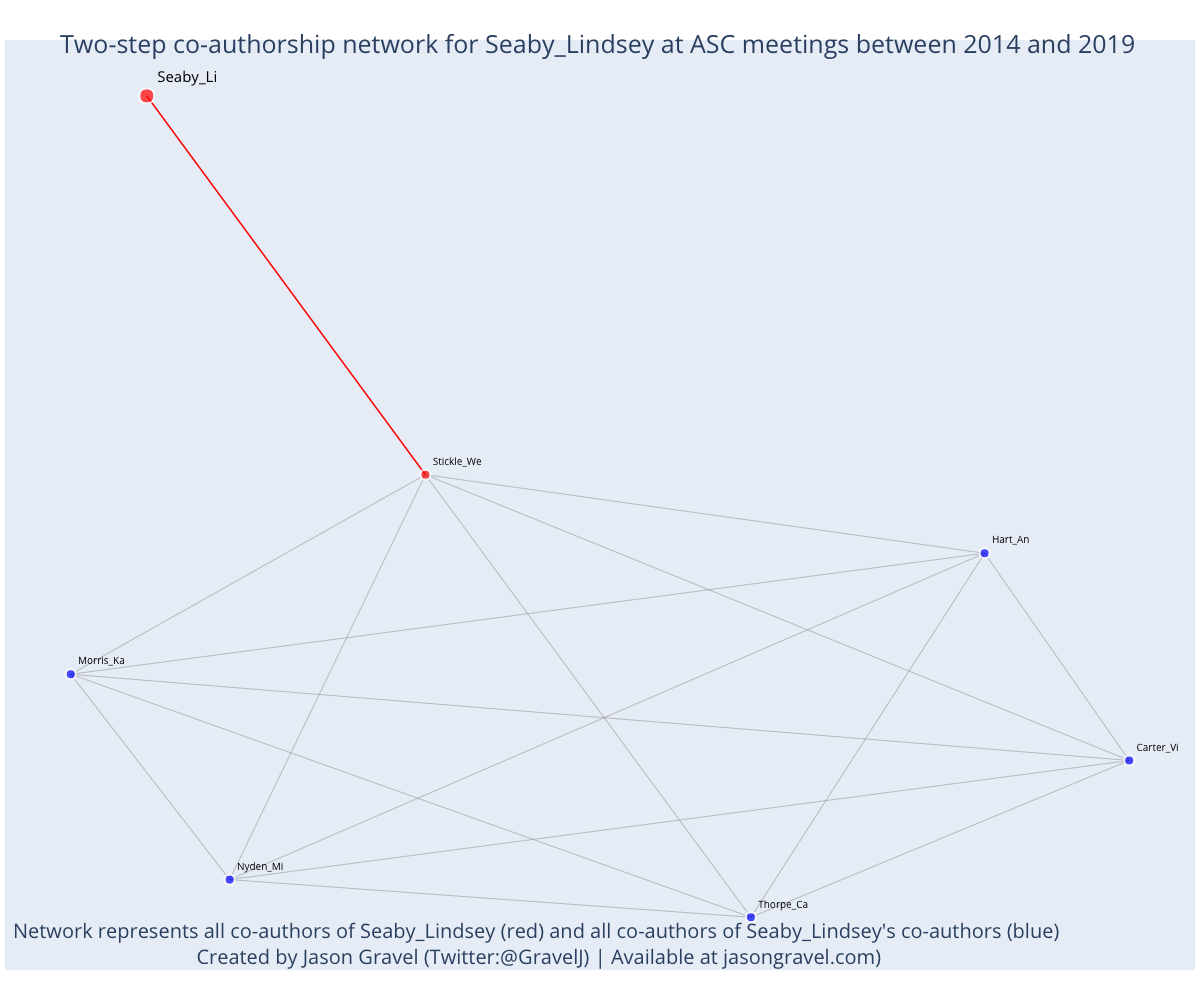 Two-step co-authorship network for Seaby_Lindsey at ASC meetings between 2014 and 2019
Seaby_Li
Stickle_We
Hart_An
Morris_Ka
Carter_Vi
Nyden_Mi
Thorpe_Ca
Network represents all co-authors of Seaby_Lindsey (red) and all co-authors of Seaby_Lindsey's co-authors (blue)
Created by Jason Gravel (Twitter:@GravelJ) | Available at jasongravel.com)